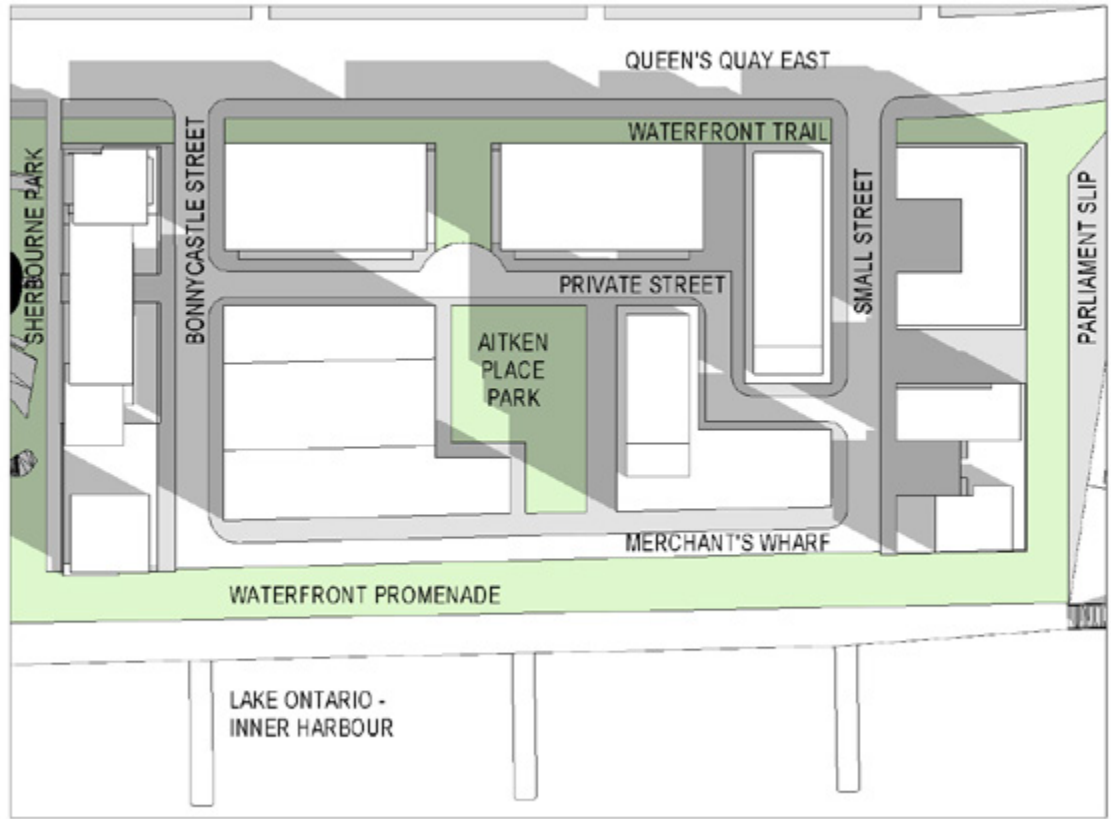 QUEEN'S QUAY EAST
WATERFRONT TRAIL
SHERBOURNE PARK
BONNYCASTLE STREET
SMALL STREET
PARLIAMENT SLIP
PRIVATE STREET
AITKEN
PLACE
PARK
MERCHANT'S WHARF
WATERFRONT PROMENADE
LAKE ONTARIO -
INNER HARBOUR